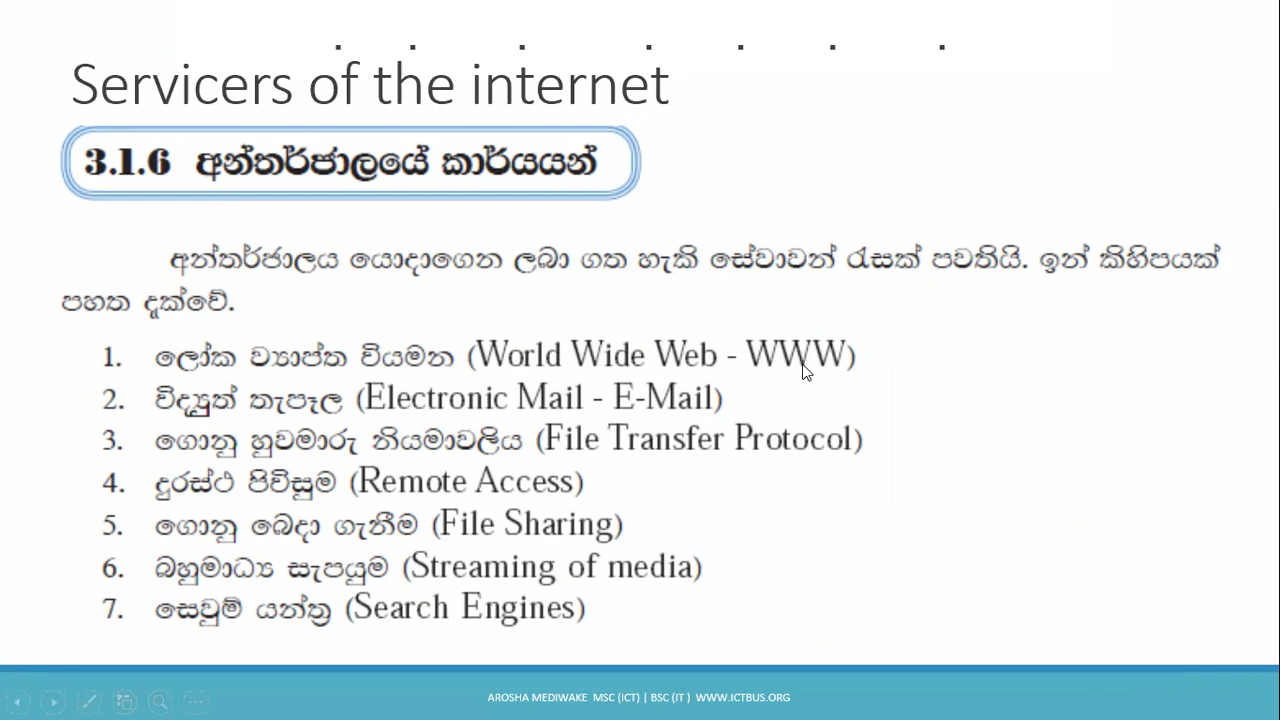 Servicers of the internet
3.1.6 අන්තර්ජාලයේ කාර්යයන්
අන්තර්ජාලය යොදාගෙන ලබා ගත හැකි සේවාවන් රැසක් පවතියි. ඉන් කිහිපයක්
පහත දැක්වේ.
1. ලෝක ව්‍යාප්ත වියමන (World Wide Web - WWW)
2. විද්‍යුත් තැපෑල (Electronic Mail - E-Mail)
3. ගොනු හුවමාරු නියමාවලිය (File Transfer Protocol)
4. දුරස්ථ පිවිසුම (Remote Access)
5. ගොනු බෙදා ගැනීම (File Sharing)
6. බහුමාධ්‍ය සැපයුම (Streaming of media)
7. සෙවුම් යන්ත්‍ර (Search Engines)
AROSHA MEDIWAKE MSC (ICT) | BSC (IT ) WWW.ICTBUS.ORG